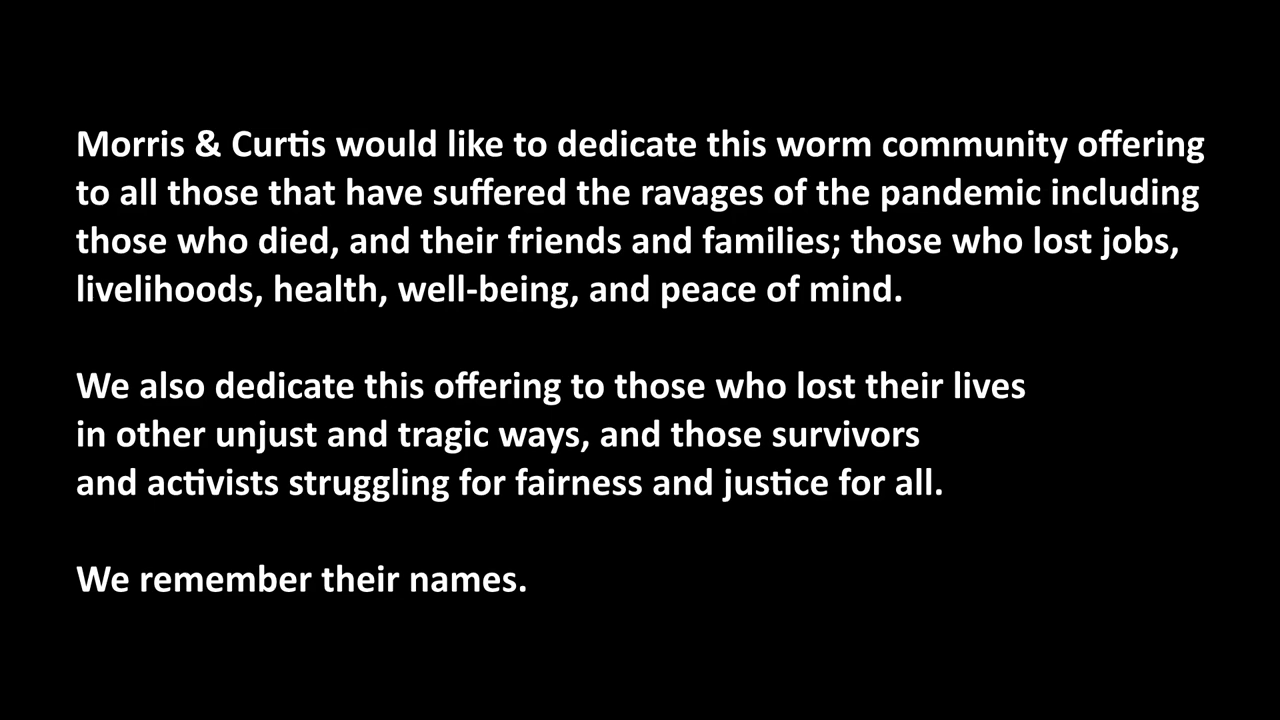 Morris & Curtis would like to dedicate this worm community offering
to all those that have suffered the ravages of the pandemic including
those who died, and their friends and families; those who lost jobs,
livelihoods, health, well-being, and peace of mind.
We also dedicate this offering to those who lost their lives
in other unjust and tragic ways, and those survivors
and activists struggling for fairness and justice for all.
We remember their names.